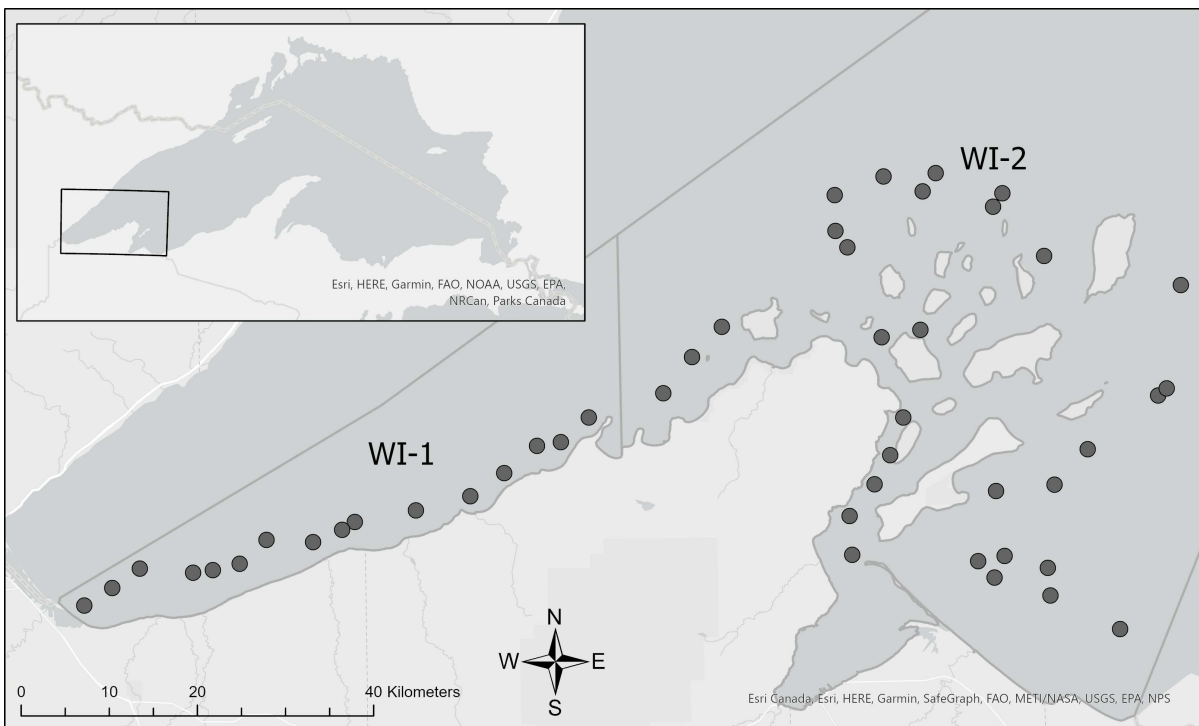 Esri, HERE, Garmin, FAO, NOAA, USGS, EPA,
NRCan, Parks Canada
WI-2
WI-1
N
W E
S
0 10 20 40 Kilometers
Esri Canada, Esri, HERE, Garmin, SafeGraph, FAO, METI/NASA, USGS, EPA, NPS